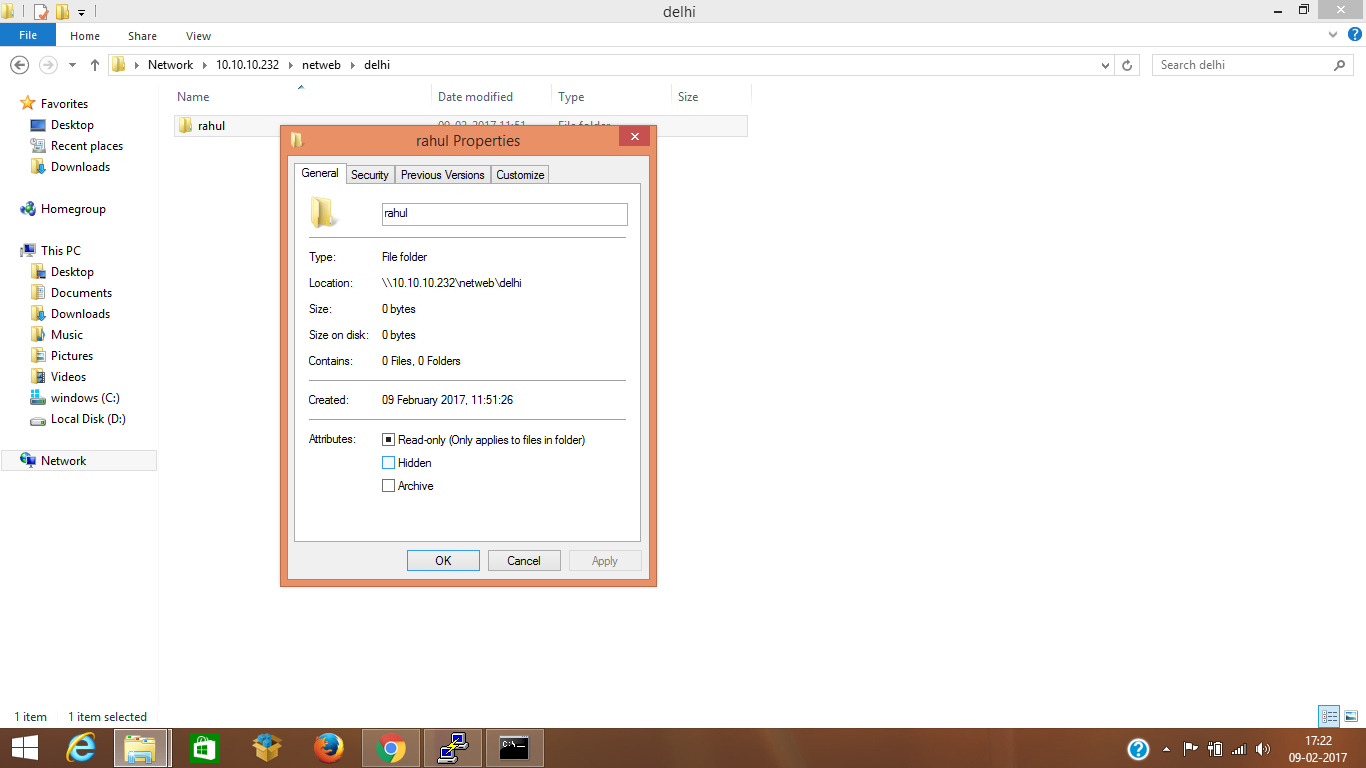 delhi
File Home Share View
Network 10.10.10.232 netweb delhi Search delhi
Name Date modified Type Size
rahul 09-02-2017 11:51 File folder
Favorites
Desktop
Recent places
Downloads
Homegroup
This PC
Desktop
Documents
Downloads
Music
Pictures
Videos
windows (C:)
Local Disk (D:)
Network
rahul Properties
General Security Previous Versions Customize
rahul
Type: File folder
Location: \\10.10.10.232\netweb\delhi
Size: 0 bytes
Size on disk: 0 bytes
Contains: 0 Files, 0 Folders
Created: 09 February 2017, 11:51:26
Attributes: Read-only (Only applies to files in folder)
Hidden
Archive
OK Cancel Apply
1 item 1 item selected
17:22
09-02-2017